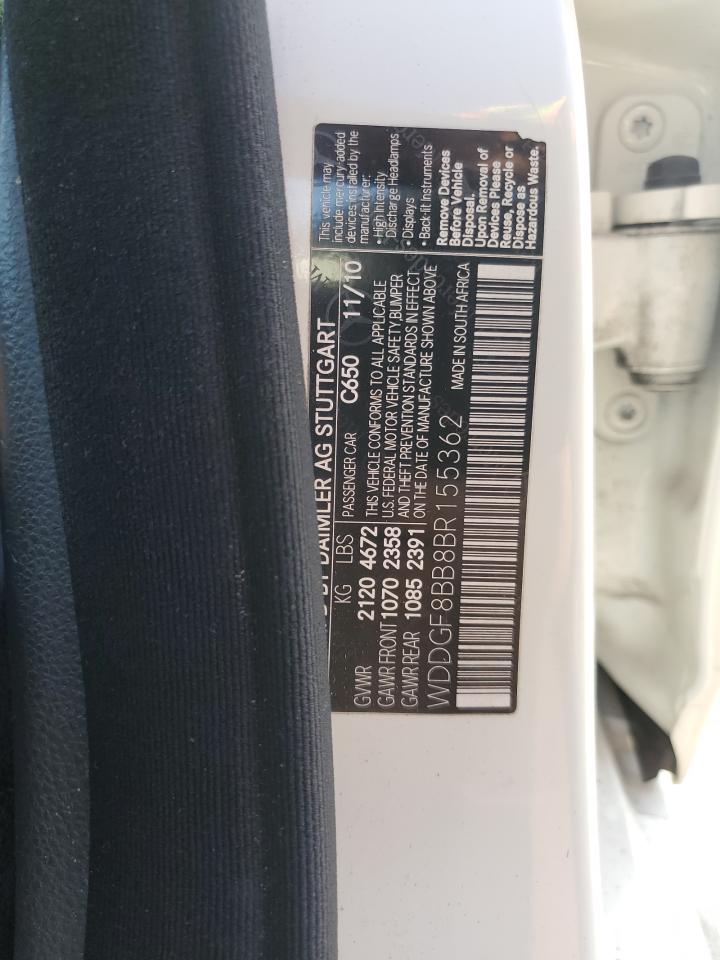 BY DAIMLER AG STUTTGART
KG LBS PASSENGER CAR C650 11/10
GVWR 2120 4672 THIS VEHICLE CONFORMS TO ALL APPLICABLE
GAWR FRONT 1070 2358 U.S. FEDERAL MOTOR VEHICLE SAFETY BUMPER
AND THEFT PREVENTION STANDARDS IN EFFECT
GAWR REAR 1085 2391 ON THE DATE OF MANUFACTURE SHOWN ABOVE
WDDGF8BB8BR155362 MADE IN SOUTH AFRICA
This vehicle may
include mercury-added
devices installed by the
manufacturer:
• High Intensity
Discharge Headlamps
• Displays
• Back-lit Instruments
Remove Devices
Before Vehicle
Disposal.
Upon Removal of
Devices Please
Reuse, Recycle or
Dispose as
Hazardous Waste.